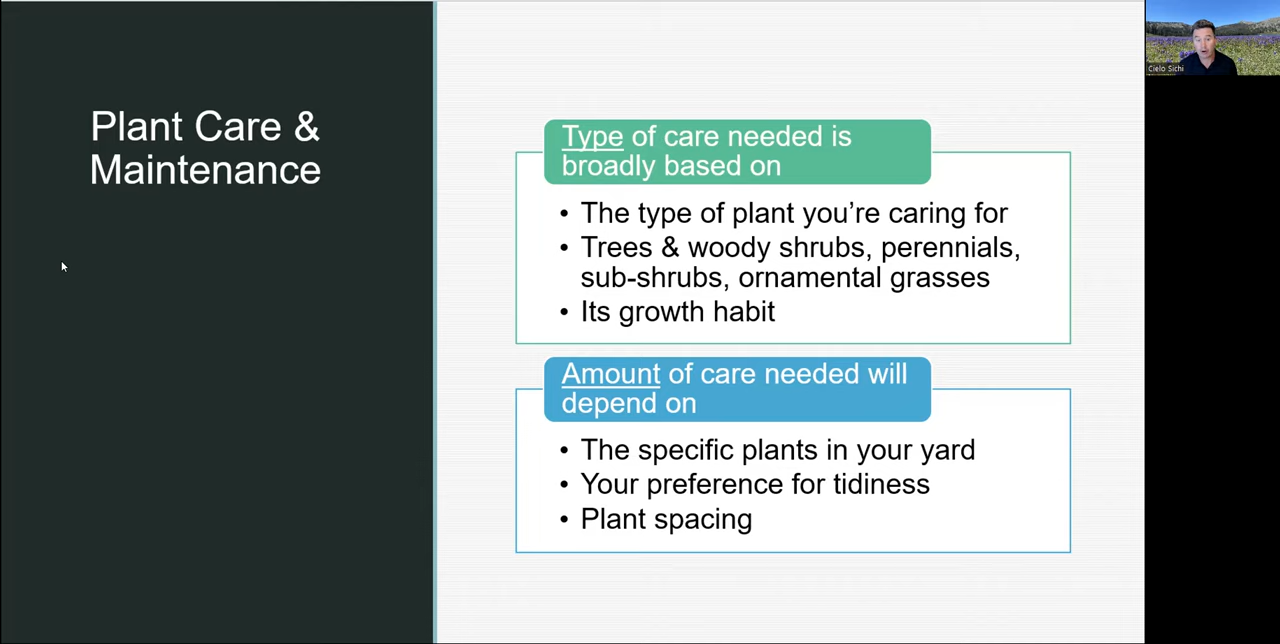 Plant Care &
Maintenance
Type of care needed is
broadly based on
• The type of plant you’re caring for
• Trees & woody shrubs, perennials,
sub-shrubs, ornamental grasses
• Its growth habit
Amount of care needed will
depend on
• The specific plants in your yard
• Your preference for tidiness
• Plant spacing
Cielo Sichi